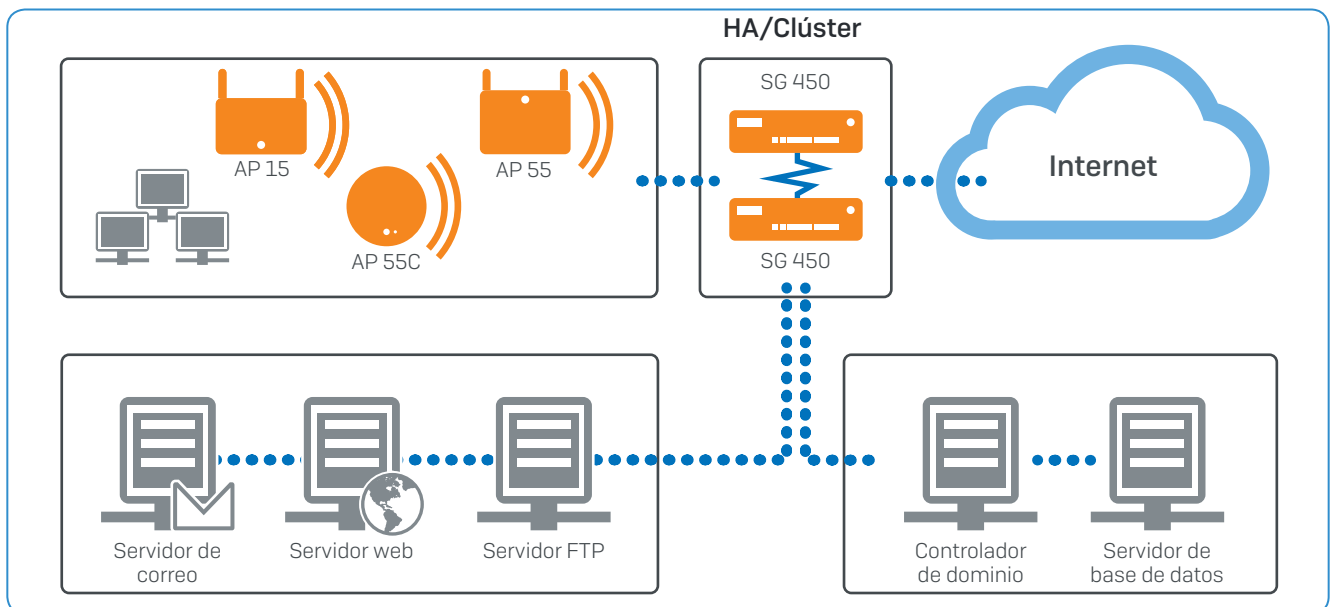 HA/Clúster
SG 450
SG 450
AP 15
AP 55
AP 55C
Internet
Servidor de
correo
Servidor web
Servidor FTP
Controlador
de dominio
Servidor de
base de datos